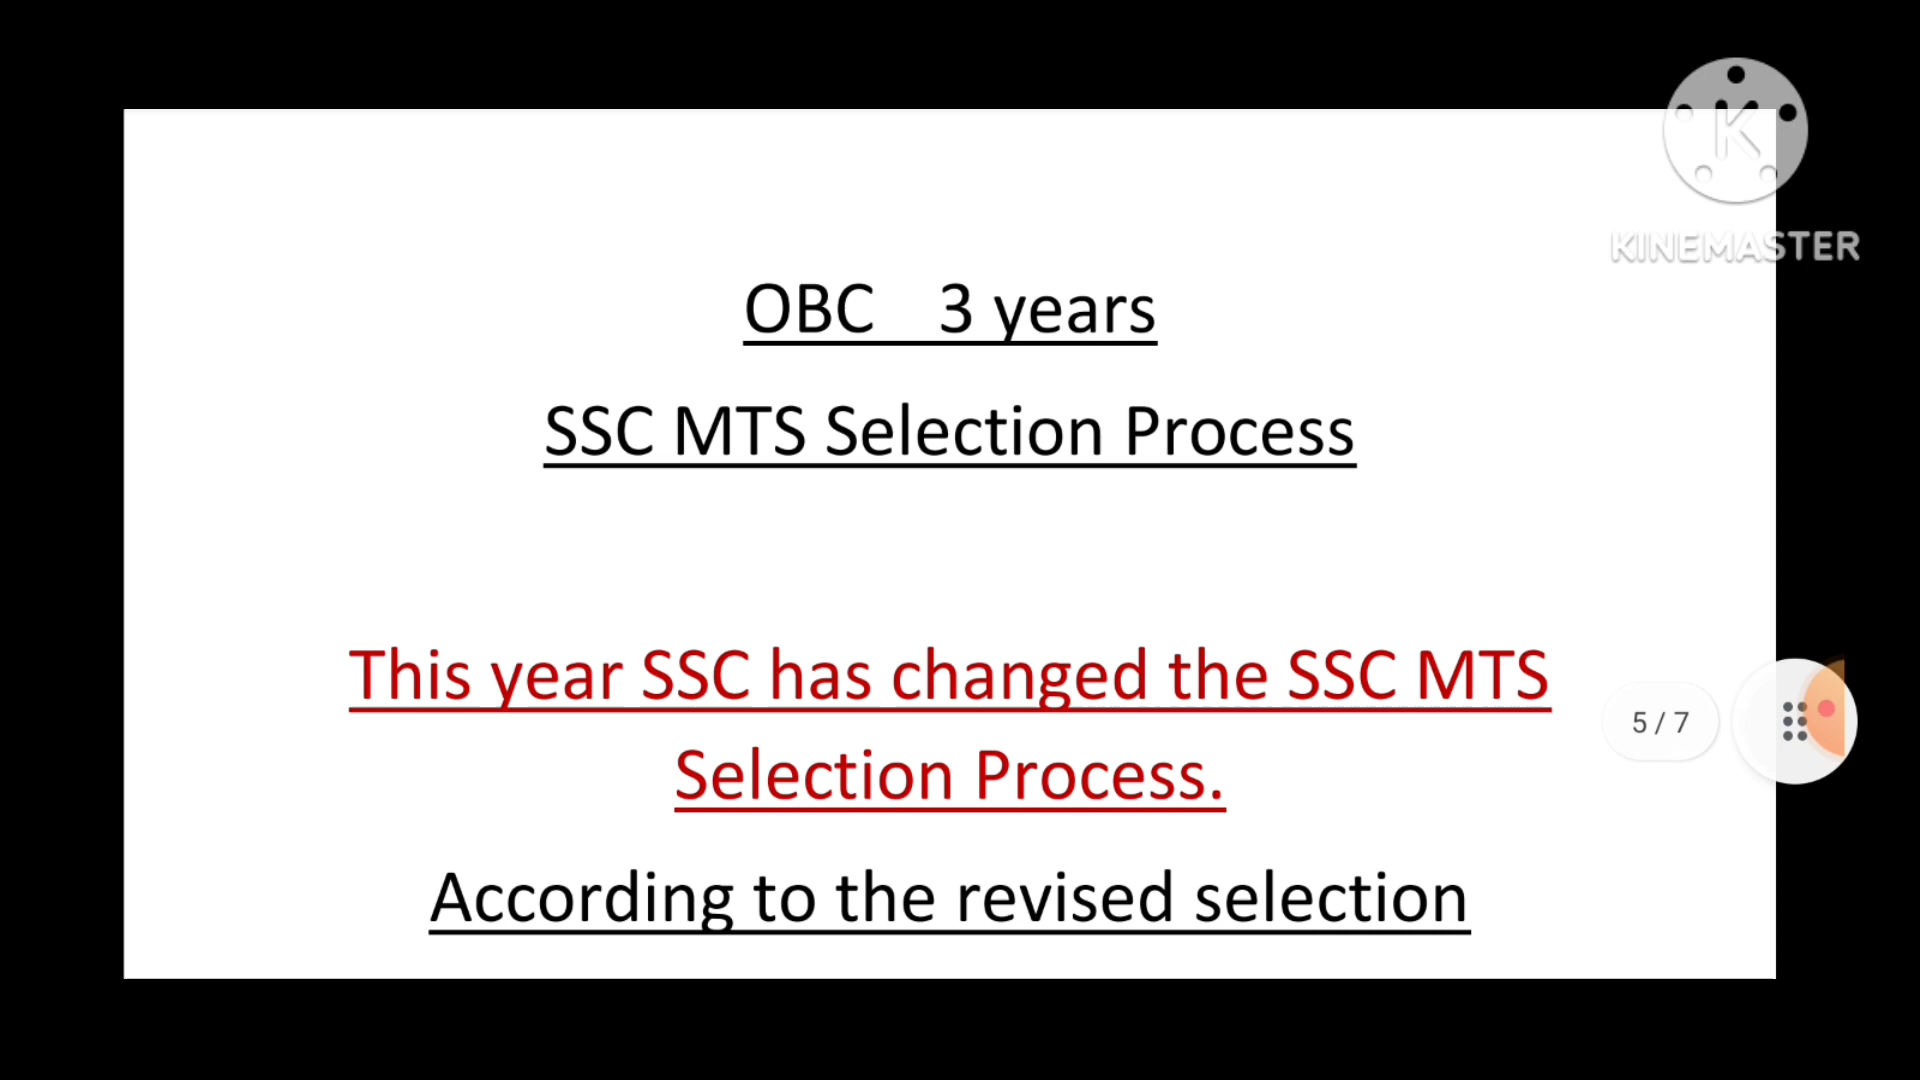 K
KINEMASTER
OBC 3 years
SSC MTS Selection Process
This year SSC has changed the SSC MTS
Selection Process.
5 / 7
According to the revised selection